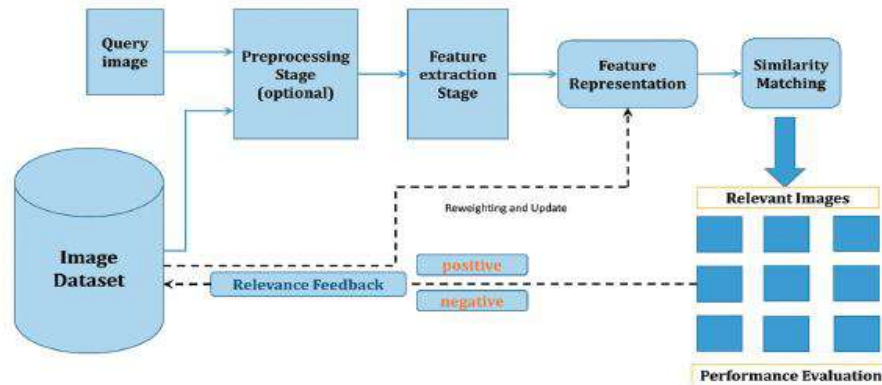 Query
image
Preprocessing
Stage
(optional)
Feature
extraction
Stage
Feature
Representation
Similarity
Matching
Reweighting and Update
Relevant Images
Image
Dataset
positive
Relevance Feedback
negative
Performance Evaluation